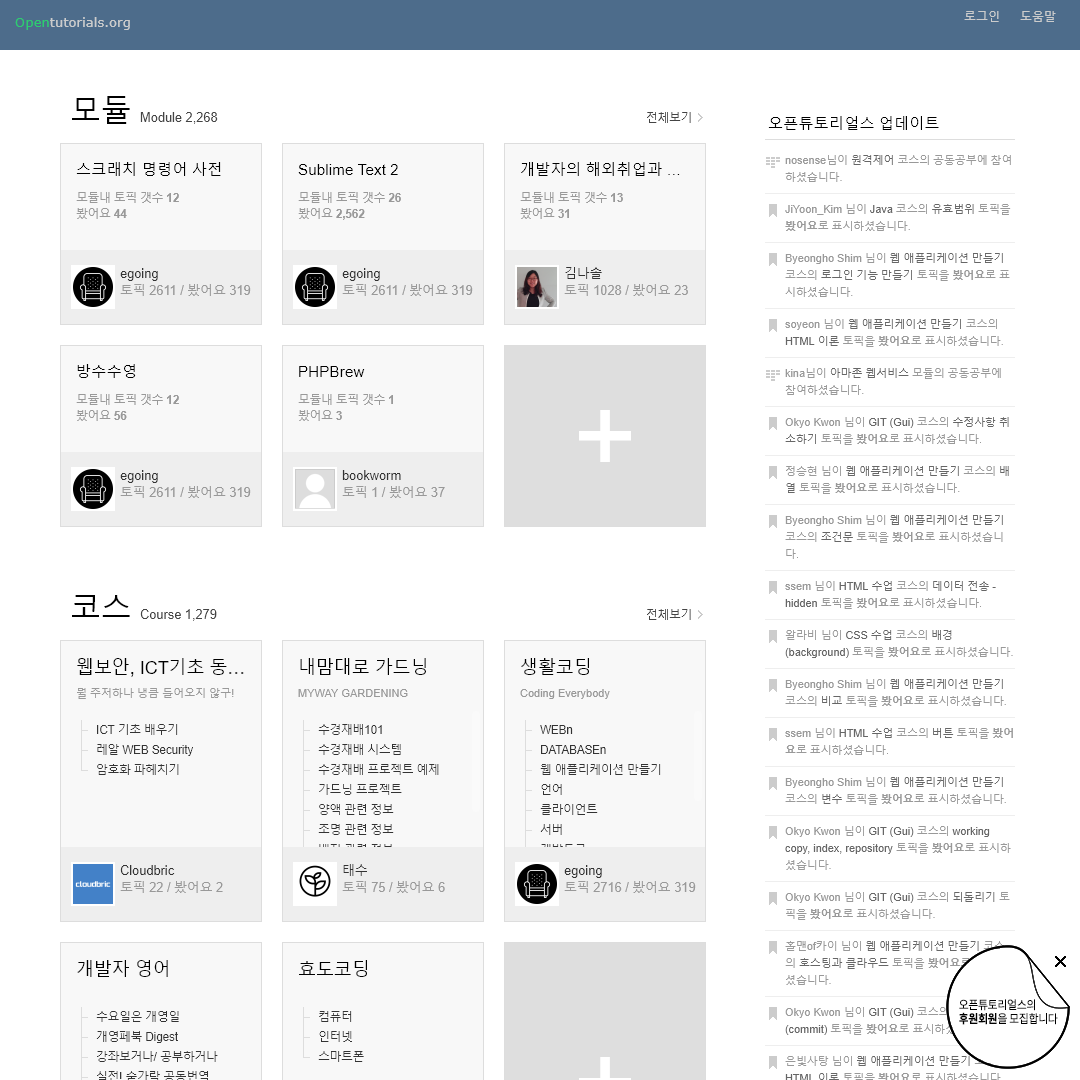 Opentutorials.org
로그인 도움말
모듈 Module 2,268
전체보기
스크래치 명령어 사전
모듈내 토픽 갯수 12
봤어요 44
egoing
토픽 2611 / 봤어요 319
Sublime Text 2
모듈내 토픽 갯수 26
봤어요 2,562
egoing
토픽 2611 / 봤어요 319
개발자의 해외취업과 ...
모듈내 토픽 갯수 13
봤어요 31
김나솔
토픽 1028 / 봤어요 23
방수수영
모듈내 토픽 갯수 12
봤어요 56
egoing
토픽 2611 / 봤어요 319
PHPBrew
모듈내 토픽 갯수 1
봤어요 3
bookworm
토픽 1 / 봤어요 37
코스 Course 1,279
전체보기
웹보안, ICT기초 동...
뭘 주저하나 냉큼 들어오지 않구!
ICT 기초 배우기
레알 WEB Security
암호화 파헤치기
Cloudbric
토픽 22 / 봤어요 2
cloudbric
내맘대로 가드닝
MYWAY GARDENING
수경재배101
수경재배 시스템
수경재배 프로젝트 예제
가드닝 프로젝트
양액 관련 정보
조명 관련 정보
태수
토픽 75 / 봤어요 6
생활코딩
Coding Everybody
WEBn
DATABASEn
웹 애플리케이션 만들기
언어
클라이언트
서버
egoing
토픽 2716 / 봤어요 319
개발자 영어
수요일은 개영일
개영페북 Digest
강좌보거나/ 공부하거나
실전! 숟가락 공동번역
효도코딩
컴퓨터
인터넷
스마트폰
오픈튜토리얼스 업데이트
nosense님이 원격제어 코스의 공동공부에 참여
하셨습니다.
JiYoon_Kim 님이 Java 코스의 유효범위 토픽을
봤어요로 표시하셨습니다.
Byeongho Shim 님이 웹 애플리케이션 만들기
코스의 로그인 기능 만들기 토픽을 봤어요로 표
시하셨습니다.
soyeon 님이 웹 애플리케이션 만들기 코스의
HTML 이론 토픽을 봤어요로 표시하셨습니다.
kina님이 아마존 웹서비스 모듈의 공동공부에
참여하셨습니다.
Okyo Kwon 님이 GIT (Gui) 코스의 수정사항 취
소하기 토픽을 봤어요로 표시하셨습니다.
정승현 님이 웹 애플리케이션 만들기 코스의 배
열 토픽을 봤어요로 표시하셨습니다.
Byeongho Shim 님이 웹 애플리케이션 만들기
코스의 조건문 토픽을 봤어요로 표시하셨습니
다.
ssem 님이 HTML 수업 코스의 데이터 전송 -
hidden 토픽을 봤어요로 표시하셨습니다.
왈라비 님이 CSS 수업 코스의 배경
(background) 토픽을 봤어요로 표시하셨습니다.
Byeongho Shim 님이 웹 애플리케이션 만들기
코스의 비교 토픽을 봤어요로 표시하셨습니다.
ssem 님이 HTML 수업 코스의 버튼 토픽을 봤어
요로 표시하셨습니다.
Byeongho Shim 님이 웹 애플리케이션 만들기
코스의 변수 토픽을 봤어요로 표시하셨습니다.
Okyo Kwon 님이 GIT (Gui) 코스의 working
copy, index, repository 토픽을 봤어요로 표시하
셨습니다.
Okyo Kwon 님이 GIT (Gui) 코스의 되돌리기 토
픽을 봤어요로 표시하셨습니다.
홀맨of카이 님이 웹 애플리케이션 만들기 코스
의 호스팅과 클라우드 토픽을 봤어요로
셨습니다.
Okyo Kwon 님이 GIT (Gui) 코스의
(commit) 토픽을 봤어요로 표시하
은빛사탕 님이 웹 애플리케이션 만들기
HTML 이론 토픽을 봤어요로 표시하셨습니다.
오픈튜토리얼스의
후원회원을 모집합니다